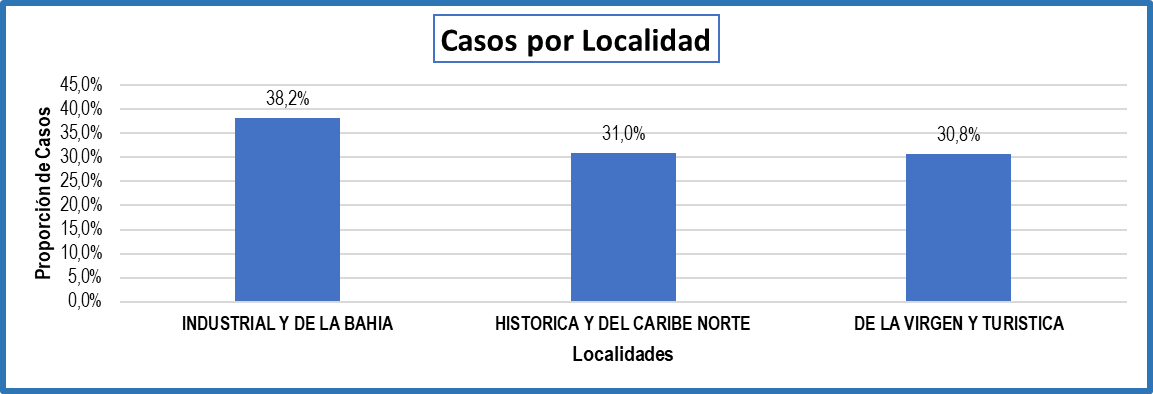 Casos por Localidad
Proporción de Casos
45,0%
40,0%
35,0%
30,0%
25,0%
20,0%
15,0%
10,0%
5,0%
0,0%
38,2%
31,0%
30,8%
INDUSTRIAL Y DE LA BAHIA
HISTORICA Y DEL CARIBE NORTE
DE LA VIRGEN Y TURISTICA
Localidades